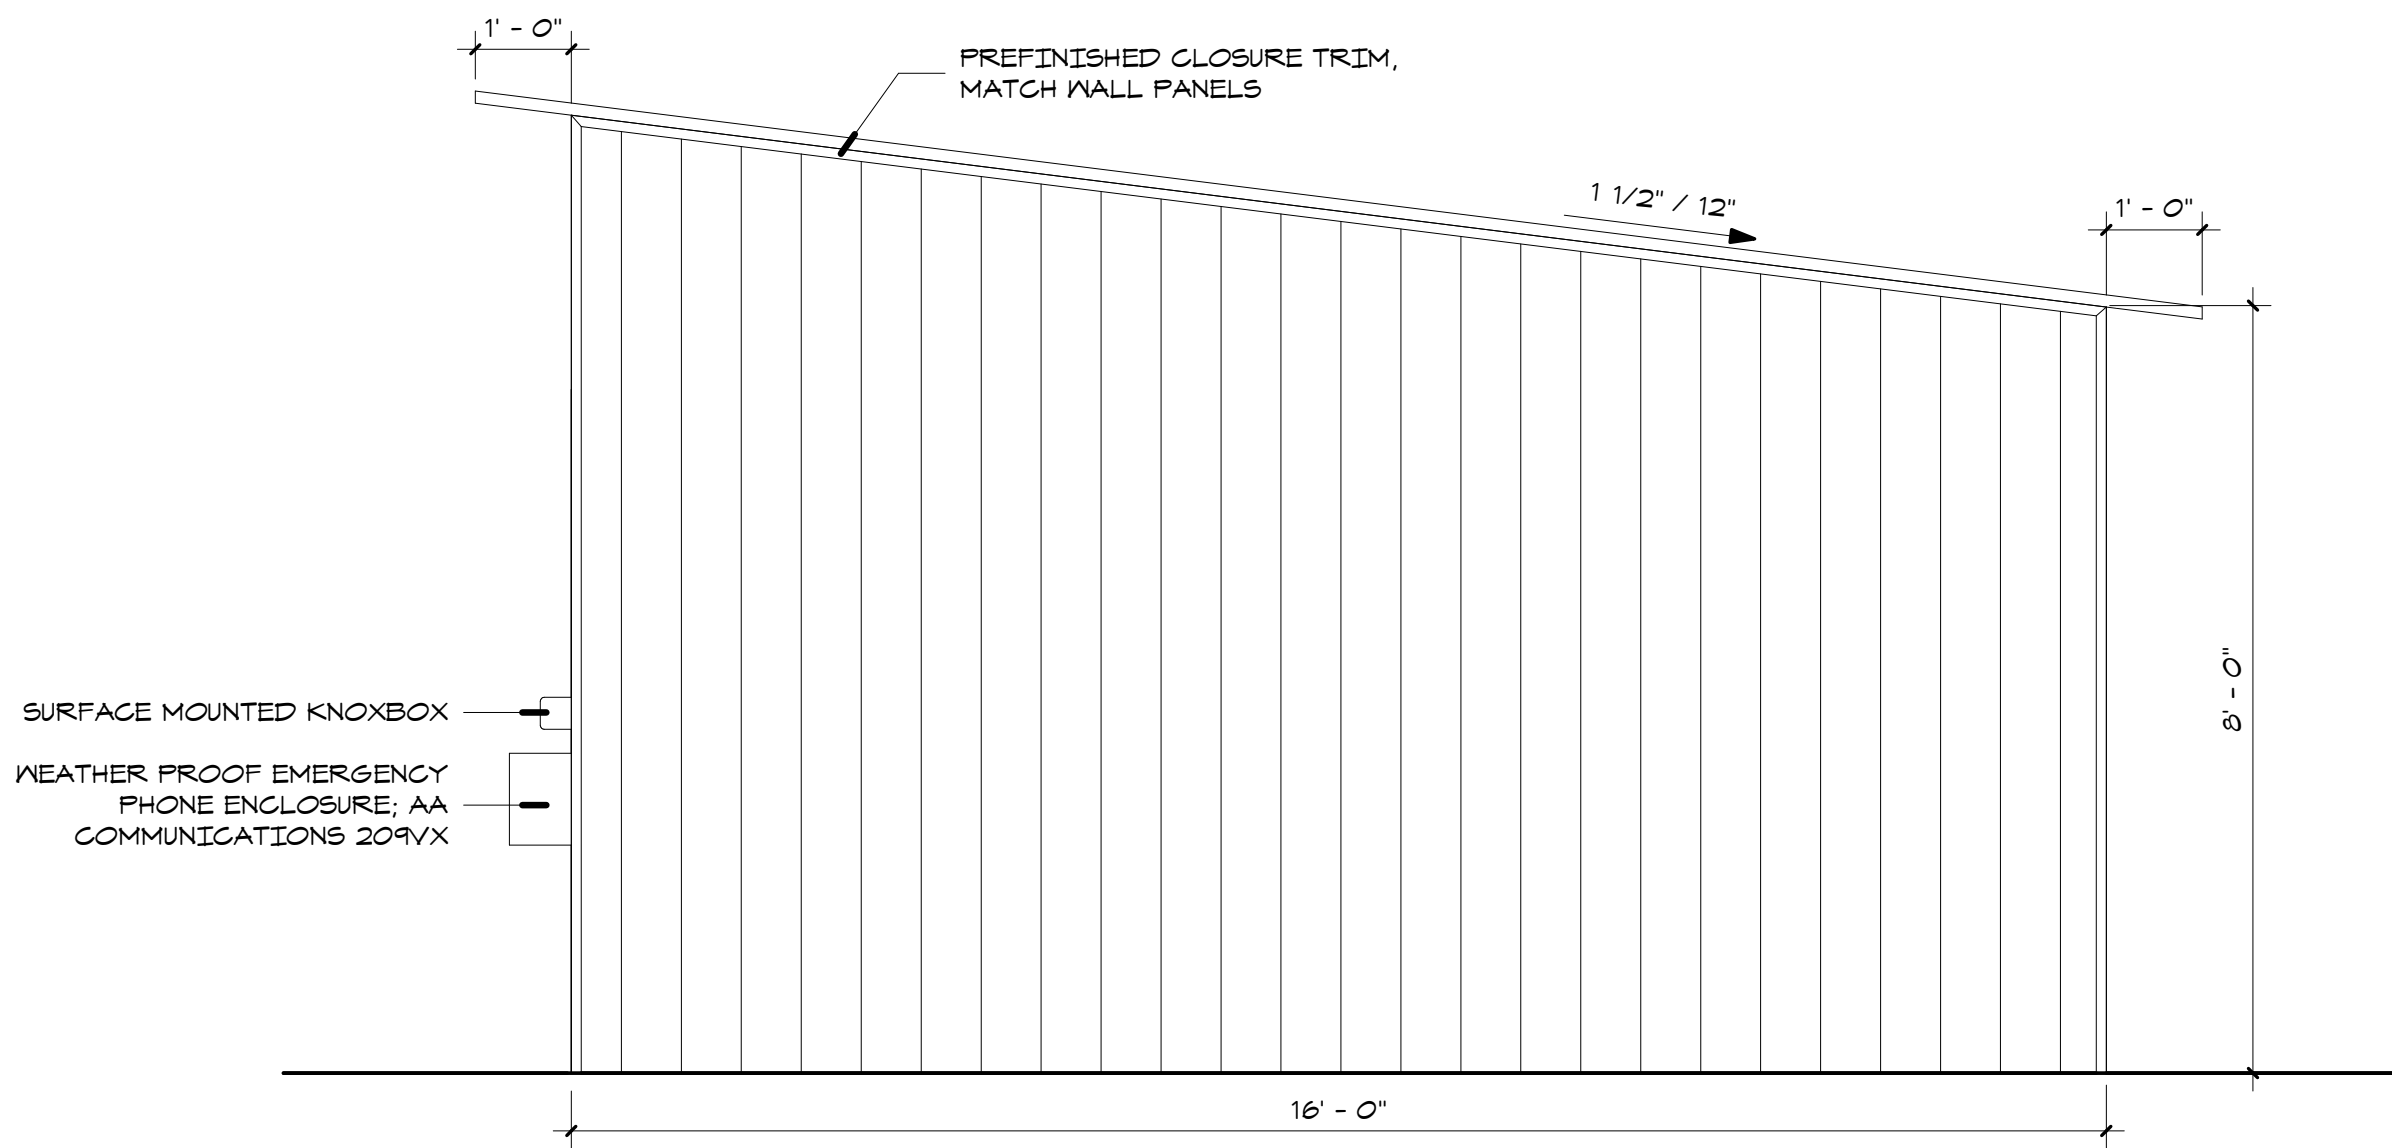 1' - 0"
PREFINISHED CLOSURE TRIM,
MATCH WALL PANELS
1 1/2" / 12"
1' - 0"
8' - 0"
SURFACE MOUNTED KNOXBOX
WEATHER PROOF EMERGENCY
PHONE ENCLOSURE; AA
COMMUNICATIONS 209VX
16' - 0"